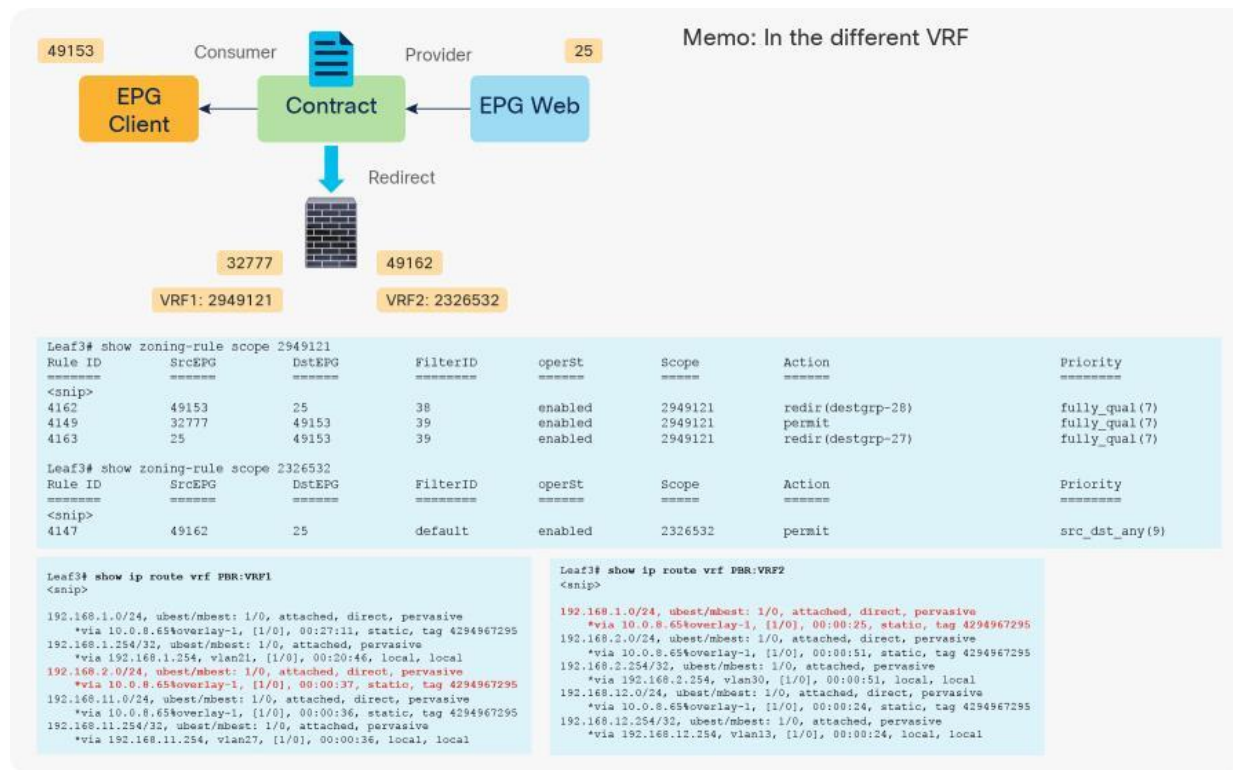 Memo: In the different VRF
49153
Consumer
Provider
25
EPG
Client
Contract
EPG Web
Redirect
32777
49162
VRF1: 2949121
VRF2: 2326532
Leaf3# show zoning-rule scope 2949121
Rule ID SrcEPG DstEPG FilterID operSt Scope Action Priority
======= ====== ====== ======== ====== ===== ====== ========
<snip>
4162 49153 25 38 enabled 2949121 redir(destgrp-28) fully_qual(7)
4149 32777 49153 39 enabled 2949121 permit fully_qual(7)
4163 25 49153 39 enabled 2949121 redir(destgrp-27) fully_qual(7)
Leaf3# show zoning-rule scope 2326532
Rule ID SrcEPG DstEPG FilterID operSt Scope Action Priority
======= ====== ====== ======== ====== ===== ====== ========
<snip>
4147 49162 25 default enabled 2326532 permit src_dst_any(9)
Leaf3# show ip route vrf PBR:VRF1
<snip>
192.168.1.0/24, ubest/mbest: 1/0, attached, direct, pervasive
*via 10.0.8.65%overlay-1, [1/0], 00:27:11, static, tag 4294967295
192.168.1.254/32, ubest/mbest: 1/0, attached, pervasive
*via 192.168.1.254, vlan21, [1/0], 00:20:46, local, local
192.168.2.0/24, ubest/mbest: 1/0, attached, direct, pervasive
*via 10.0.8.65%overlay-1, [1/0], 00:00:37, static, tag 4294967295
192.168.11.0/24, ubest/mbest: 1/0, attached, direct, pervasive
*via 10.0.8.65%overlay-1, [1/0], 00:00:36, static, tag 4294967295
192.168.11.254/32, ubest/mbest: 1/0, attached, pervasive
*via 192.168.11.254, vlan27, [1/0], 00:00:36, local, local
Leaf3# show ip route vrf PBR:VRF2
<snip>
192.168.1.0/24, ubest/mbest: 1/0, attached, direct, pervasive
*via 10.0.8.65%overlay-1, [1/0], 00:00:25, static, tag 4294967295
192.168.2.0/24, ubest/mbest: 1/0, attached, direct, pervasive
*via 10.0.8.65%overlay-1, [1/0], 00:00:51, static, tag 4294967295
192.168.2.254/32, ubest/mbest: 1/0, attached, pervasive
*via 192.168.2.254, vlan30, [1/0], 00:00:51, local, local
192.168.12.0/24, ubest/mbest: 1/0, attached, direct, pervasive
*via 10.0.8.65%overlay-1, [1/0], 00:00:24, static, tag 4294967295
192.168.12.254/32, ubest/mbest: 1/0, attached, pervasive
*via 192.168.12.254, vlan13, [1/0], 00:00:24, local, local